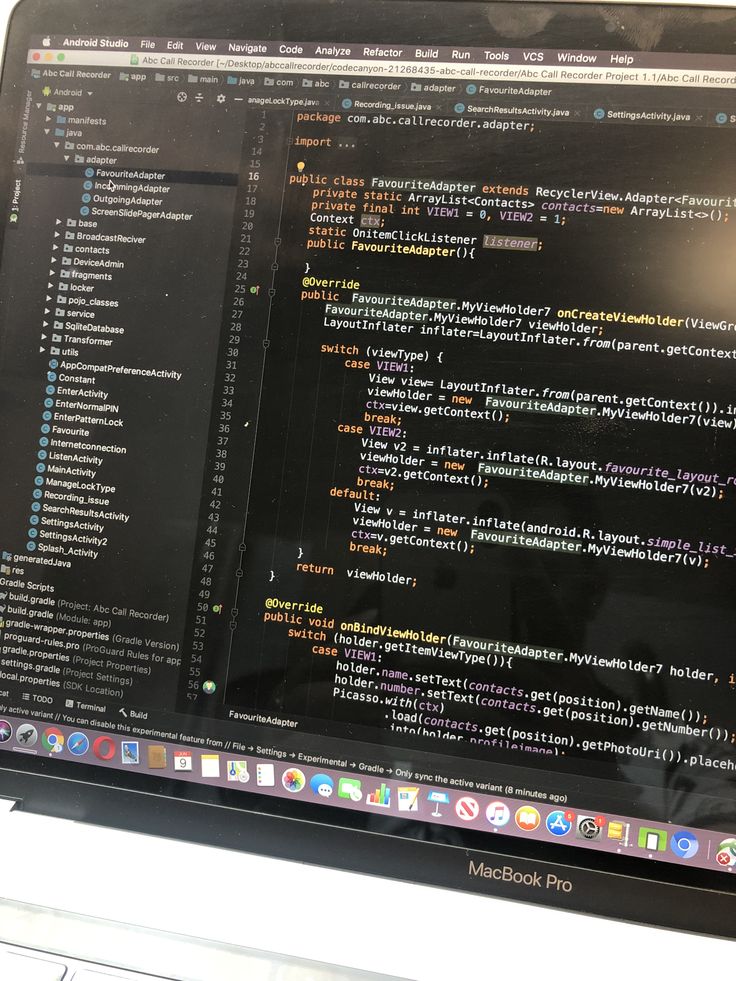 Android Studio File Edit View Navigate Code Analyze Refactor Build Run Tools VCS Window Help
Abc Call Recorder [~/Desktop/abccallrecorder/codecanyon-21268435-abc-call-recorder/Abc Call Recorder Project 1.1/Abc Call Record
Abc Call Recorder app src main java com abc callrecorder adapter FavouriteAdapter
Android
anageLockType.java Recording_issue.java SearchResultsActivity.java SettingsActivity.java S
Resource Manager
1: Project
app
manifests
java
com.abc.callrecorder
adapter
FavouriteAdapter
IncommingAdapter
OutgoingAdapter
ScreenSlidePagerAdapter
base
BroadcastReciver
contacts
DeviceAdmin
fragments
locker
pojo_classes
service
SqliteDatabase
Transformer
utils
AppCompatPreferenceActivity
Constant
EnterActivity
EnterNormalPIN
EnterPatternLock
Favourite
Internetconnection
ListenActivity
MainActivity
ManageLockType
Recording_issue
SearchResultsActivity
SettingsActivity
SettingsActivity2
Splash_Activity
generatedJava
res
Gradle Scripts
build.gradle (Project: Abc Call Recorder)
build.gradle (Module: app)
gradle-wrapper.properties (Gradle Version)
proguard-rules.pro (ProGuard Rules for app
gradle.properties (Project Properties)
settings.gradle (Project Settings)
local.properties (SDK Location)
1 package com.abc.callrecorder.adapter;
2
3 import ...
14
15
16 public class FavouriteAdapter extends RecyclerView.Adapter<Favourit
17 private static ArrayList<Contacts> contacts=new ArrayList<>();
18 private final int VIEW1 = 0, VIEW2 = 1;
19 Context ctx;
20 static OnitemClickListener listener;
21 public FavouriteAdapter(){
22
23 }
24 @Override
25 public FavouriteAdapter.MyViewHolder7 onCreateViewHolder(ViewGro
26 FavouriteAdapter.MyViewHolder7 viewHolder;
27 LayoutInflater inflater=LayoutInflater.from(parent.getContext
28
29 switch (viewType) {
30 case VIEW1:
31 View view= LayoutInflater.from(parent.getContext()).in
32 viewHolder = new FavouriteAdapter.MyViewHolder7(view)
33 ctx=view.getContext();
34 break;
35 case VIEW2:
36 View v2 = inflater.inflate(R.layout.favourite_layout_ro
37 viewHolder = new FavouriteAdapter.MyViewHolder7(v2);
38 ctx=v2.getContext();
39 break;
40 default:
41 View v = inflater.inflate(android.R.layout.simple_list_
42 viewHolder = new FavouriteAdapter.MyViewHolder7(v);
43 ctx=v.getContext();
44 break;
45 }
46 return viewHolder;
47 }
48
49 @Override
50 public void onBindViewHolder(FavouriteAdapter.MyViewHolder7 holder, i
51 switch (holder.getItemViewType()){
52 case VIEW1:
53 holder.name.setText(contacts.get(position).getName());
54 holder.number.setText(contacts.get(position).getNumber());
55 Picasso.with(ctx)
56 .load(contacts.get(position).getPhotoUri()).placeho
57 .into(holder.profileimage);
FavouriteAdapter
cat TODO Terminal Build
nly active variant // You can disable this experimental feature from // File → Settings → Experimental → Gradle → Only sync the active variant (8 minutes ago)
JUN
9
MacBook Pro